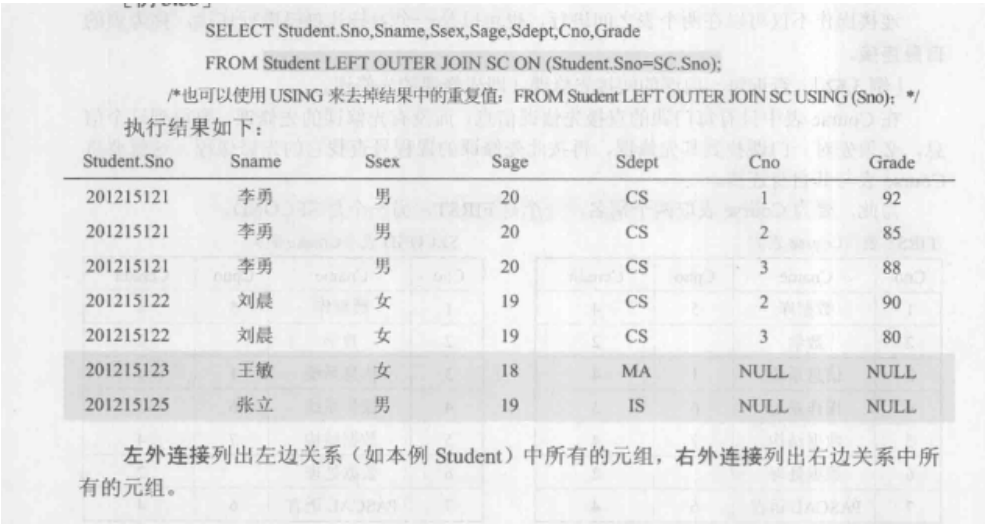 SELECT Student.Sno,Sname,Ssex,Sage,Sdept,Cno,Grade
FROM Student LEFT OUTER JOIN SC ON (Student.Sno=SC.Sno);
/*也可以使用 USING 来去掉结果中的重复值：FROM Student LEFT OUTER JOIN SC USING (Sno)；*/
执行结果如下：
Student.Sno Sname Ssex Sage Sdept Cno Grade
201215121 李勇 男 20 CS 1 92
201215121 李勇 男 20 CS 2 85
201215121 李勇 男 20 CS 3 88
201215122 刘晨 女 19 CS 2 90
201215122 刘晨 女 19 CS 3 80
201215123 王敏 女 18 MA NULL NULL
201215125 张立 男 19 IS NULL NULL
左外连接列出左边关系（如本例 Student）中所有的元组，右外连接列出右边关系中所
有的元组。